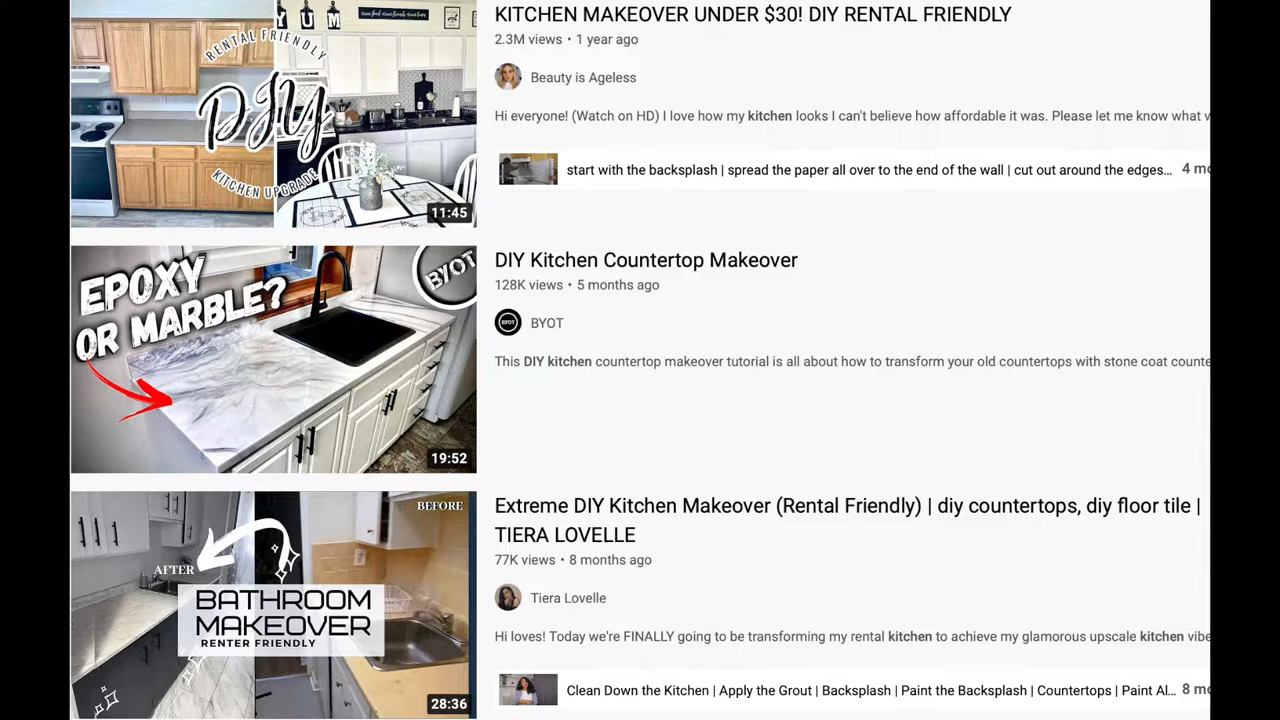 YUM
RENTAL FRIENDLY
DIY
KITCHEN UPGRADE
11:45
KITCHEN MAKEOVER UNDER $30! DIY RENTAL FRIENDLY
2.3M views • 1 year ago
Beauty is Ageless
Hi everyone! (Watch on HD) I love how my kitchen looks I can't believe how affordable it was. Please let me know what
start with the backsplash | spread the paper all over to the end of the wall | cut out around the edges... 4 mo
EPOXY
OR MARBLE?
BYOT
19:52
DIY Kitchen Countertop Makeover
128K views • 5 months ago
BYOT
BYOT
This DIY kitchen countertop makeover tutorial is all about how to transform your old countertops with stone coat counte
BEFORE
AFTER
BATHROOM
MAKEOVER
RENTER FRIENDLY
28:36
Extreme DIY Kitchen Makeover (Rental Friendly) | diy countertops, diy floor tile |
TIERA LOVELLE
77K views • 8 months ago
Tiera Lovelle
Hi loves! Today we're FINALLY going to be transforming my rental kitchen to achieve my glamorous upscale kitchen vibe
Clean Down the Kitchen | Apply the Grout | Backsplash | Paint the Backsplash | Countertops | Paint Al... 8 mo